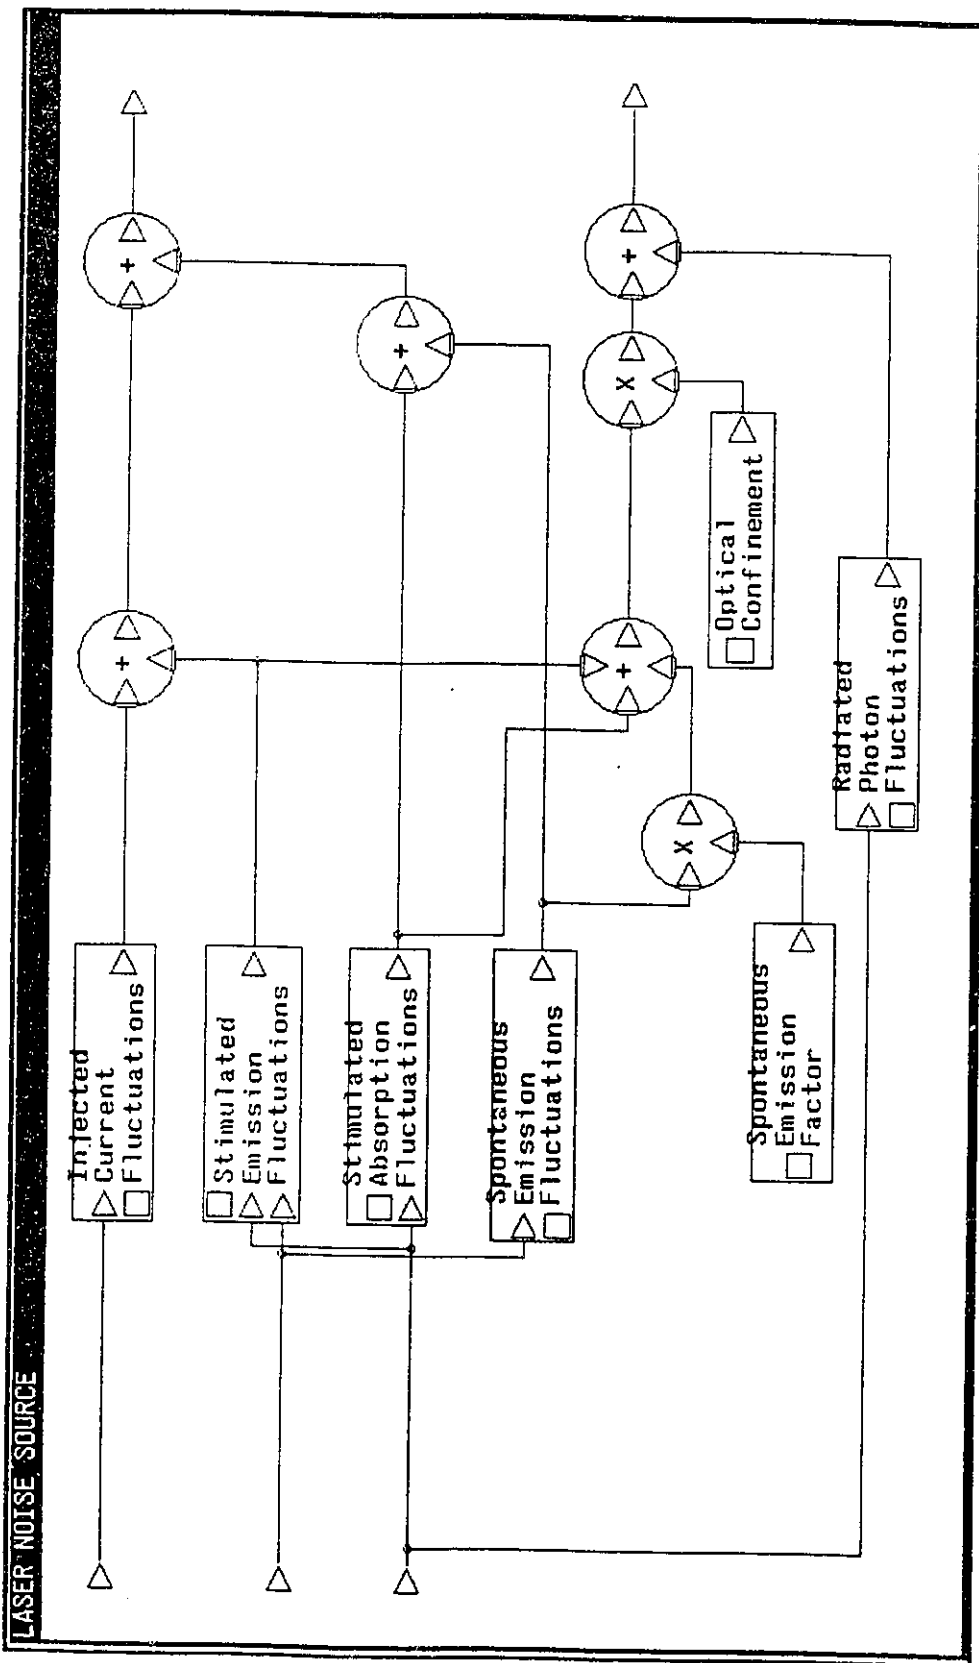 LASER NOISE SOURCE
Injected
Current
Fluctuations
Stimulated
Emission
Fluctuations
Stimulated
Absorption
Fluctuations
Spontaneous
Emission
Fluctuations
Spontaneous
Emission
Factor
Radiated
Photon
Fluctuations
Optical
Confinement
+
+
+
+
X
X
+